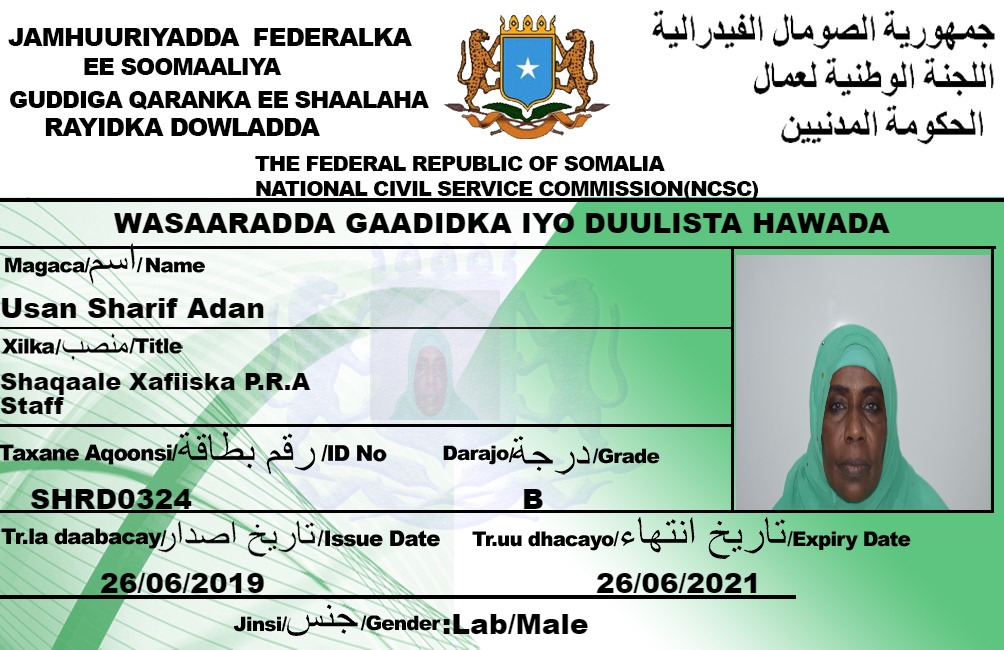 JAMHUURIYADDA FEDERALKA
EE SOOMAALIYA
GUDDIGA QARANKA EE SHAALAHA
RAYIDKA DOWLADDA
جمهورية الصومال الفيدرالية
اللجنة الوطنية لعمال
الحكومة المدنيين
THE FEDERAL REPUBLIC OF SOMALIA
NATIONAL CIVIL SERVICE COMMISSION(NCSC)
WASAARADDA GAADIDKA IYO DUULISTA HAWADA
Magaca/اسم/Name
Usan Sharif Adan
Xilka/منصب/Title
Shaqaale Xafiiska P.R.A
Staff
Taxane Aqoonsi/رقم بطاقة/ID No
Darajo/درجة/Grade
SHRD0324
B
Tr.la daabacay/تاريخ اصدار/Issue Date
Tr.uu dhacayo/تاريخ انتهاء/Expiry Date
26/06/2019
26/06/2021
Jinsi/جنس/Gender:Lab/Male